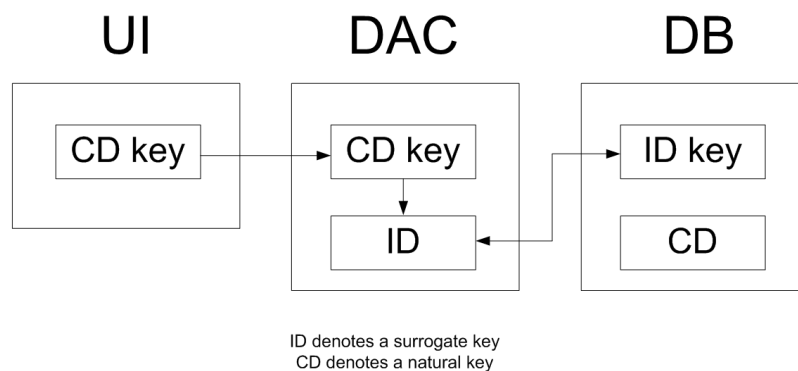 UI
DAC
DB
CD key
CD key
ID key
ID
CD
ID denotes a surrogate key
CD denotes a natural key